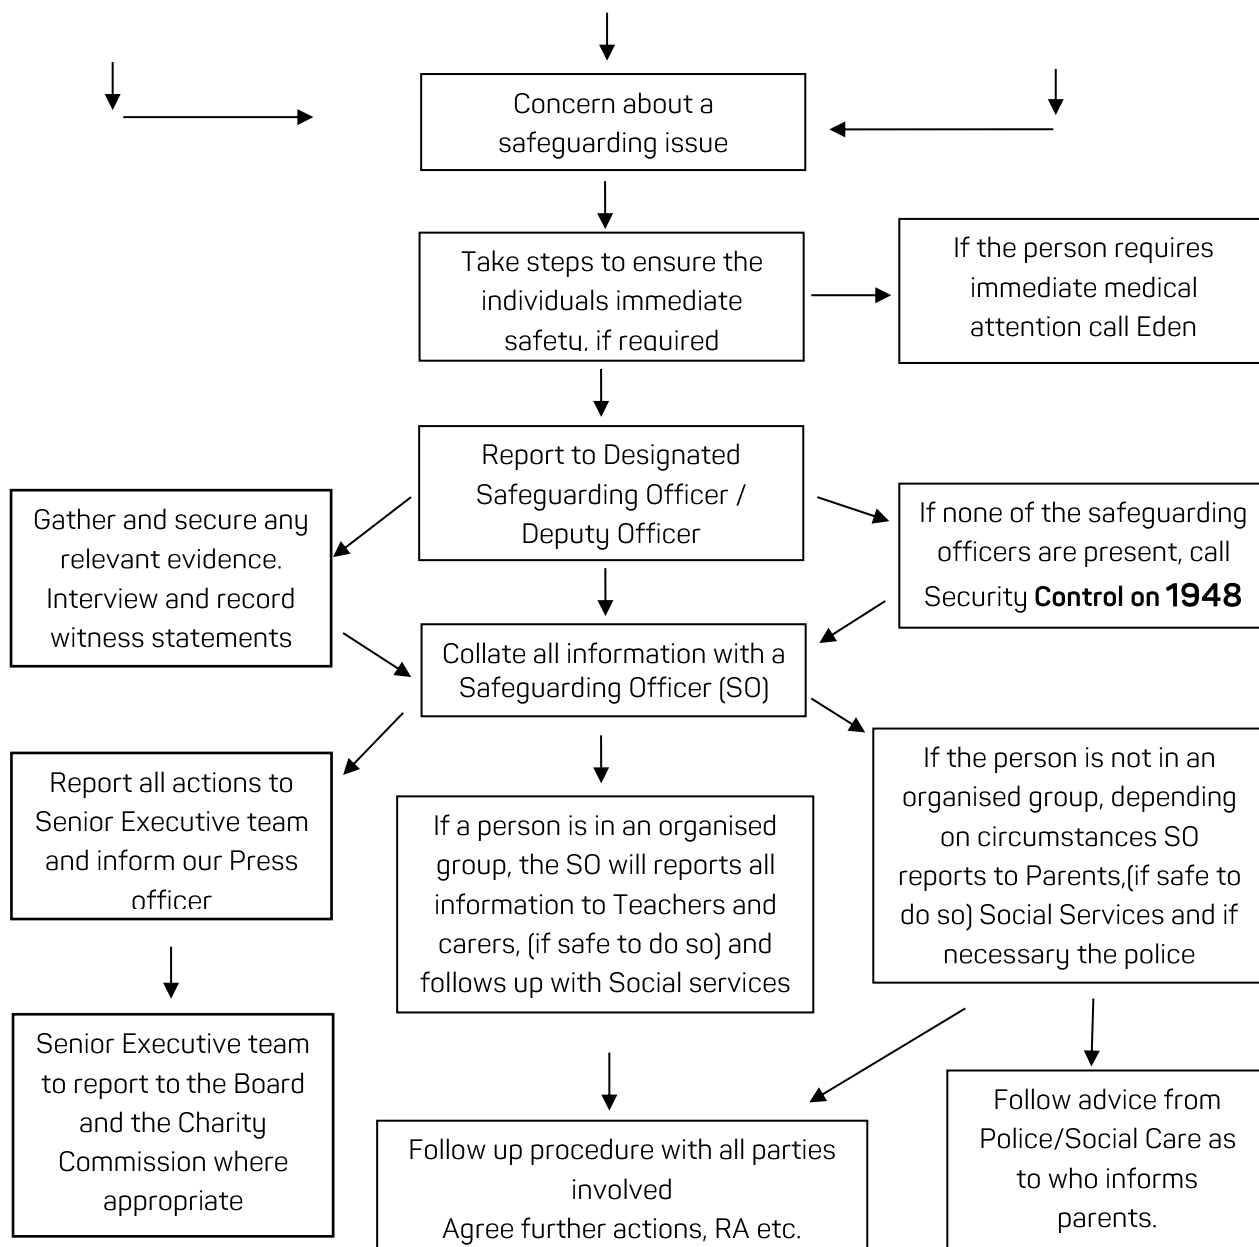 Concern about a
safeguarding issue
Take steps to ensure the
individuals immediate
safety, if required
If the person requires
immediate medical
attention call Eden
Report to Designated
Safeguarding Officer /
Deputy Officer
Gather and secure any
relevant evidence.
Interview and record
witness statements
If none of the safeguarding
officers are present, call
Security Control on 1948
Collate all information with a
Safeguarding Officer (SO)
Report all actions to
Senior Executive team
and inform our Press
officer
If a person is in an organised
group, the SO will reports all
information to Teachers and
carers, (if safe to do so) and
follows up with Social services
If the person is not in an
organised group, depending
on circumstances SO
reports to Parents,(if safe to
do so) Social Services and if
necessary the police
Senior Executive team
to report to the Board
and the Charity
Commission where
appropriate
Follow up procedure with all parties
involved
Agree further actions, RA etc.
Follow advice from
Police/Social Care as
to who informs
parents.